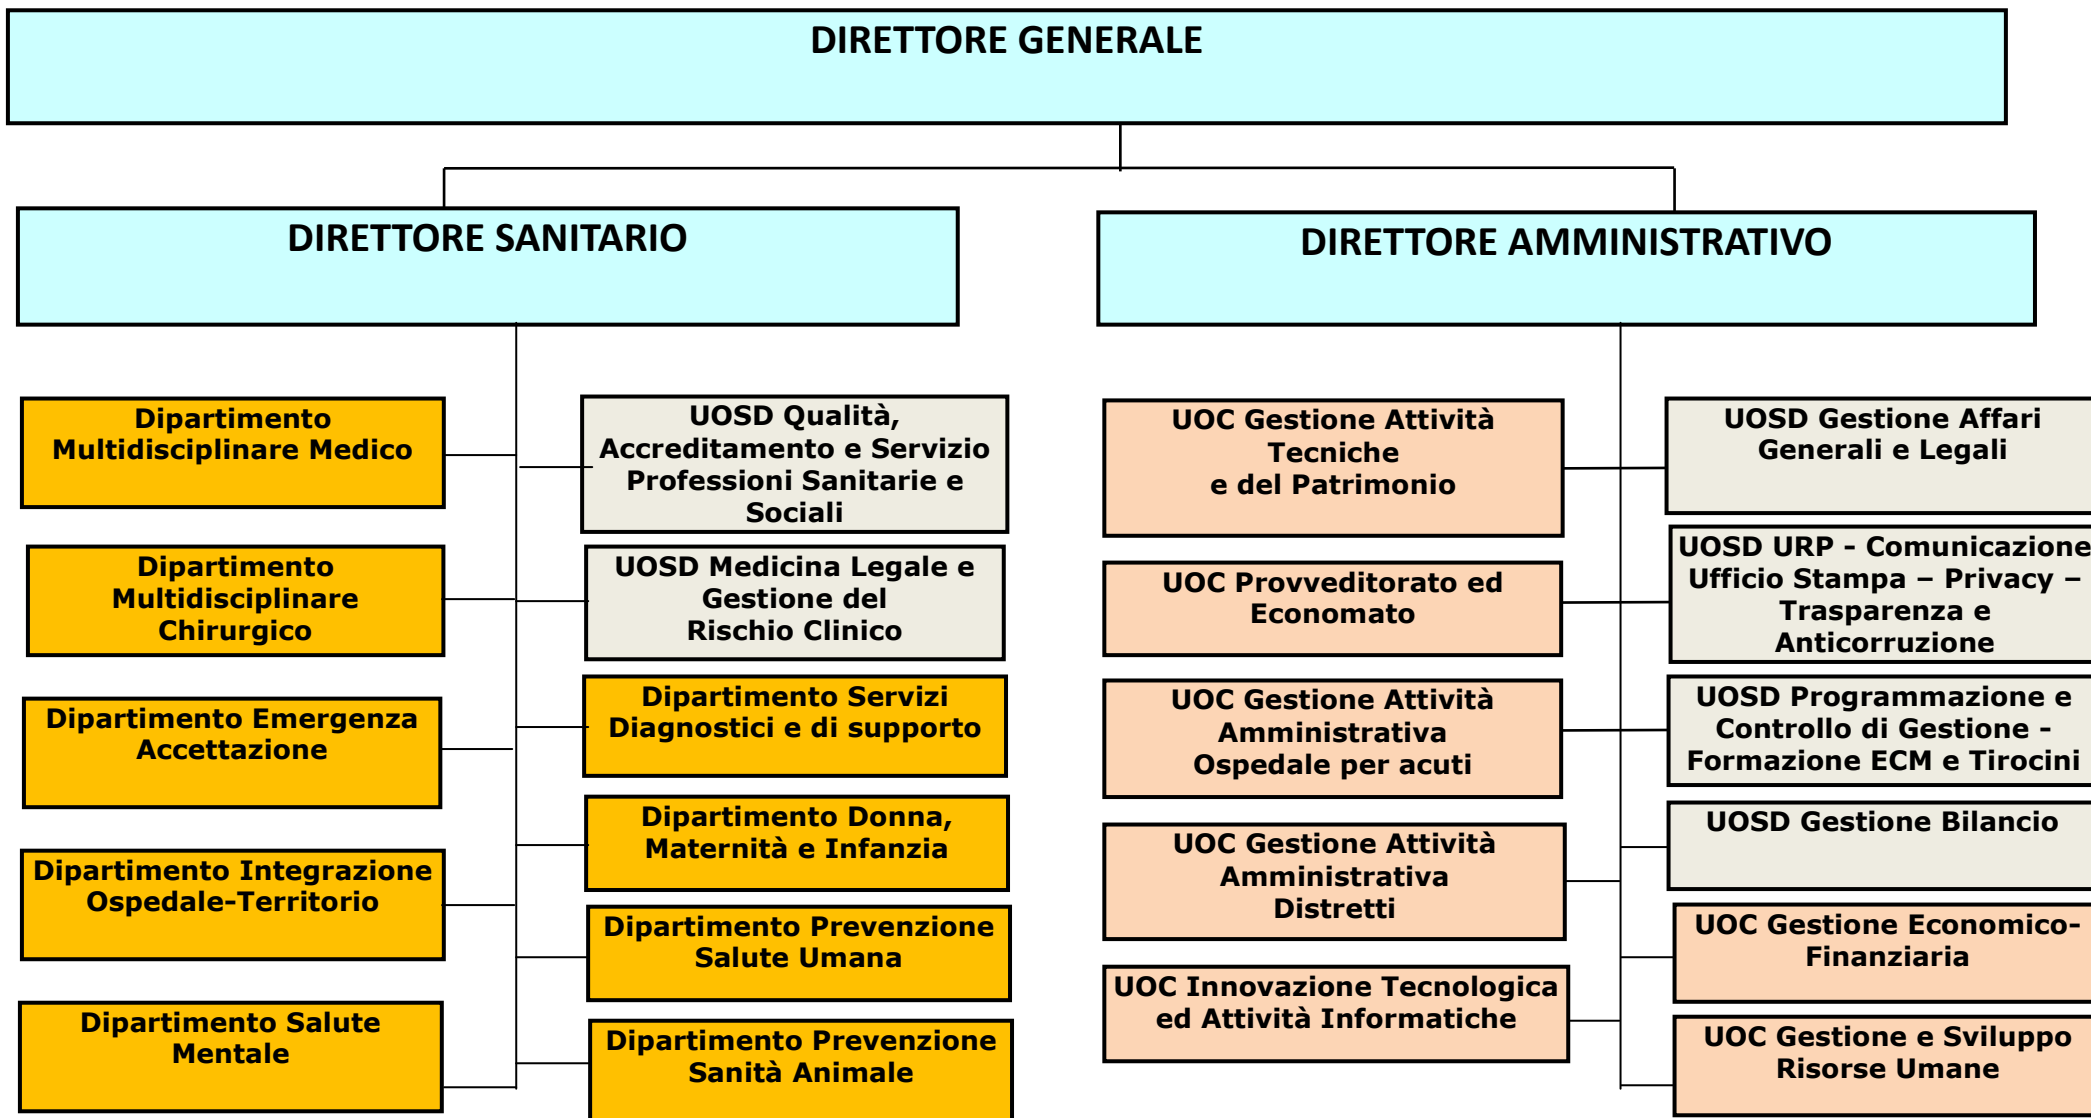 DIRETTORE GENERALE
DIRETTORE SANITARIO
DIRETTORE AMMINISTRATIVO
Dipartimento
Multidisciplinare Medico
Dipartimento
Multidisciplinare
Chirurgico
Dipartimento Emergenza
Accettazione
Dipartimento Integrazione
Ospedale-Territorio
Dipartimento Salute
Mentale
UOSD Qualità,
Accreditamento e Servizio
Professioni Sanitarie e
Sociali
UOSD Medicina Legale e
Gestione del
Rischio Clinico
Dipartimento Servizi
Diagnostici e di supporto
Dipartimento Donna,
Maternità e Infanzia
Dipartimento Prevenzione
Salute Umana
Dipartimento Prevenzione
Sanità Animale
UOC Gestione Attività
Tecniche
e del Patrimonio
UOC Provveditorato ed
Economato
UOC Gestione Attività
Amministrativa
Ospedale per acuti
UOC Gestione Attività
Amministrativa
Distretti
UOC Innovazione Tecnologica
ed Attività Informatiche
UOSD Gestione Affari
Generali e Legali
UOSD URP - Comunicazione
Ufficio Stampa – Privacy –
Trasparenza e
Anticorruzione
UOSD Programmazione e
Controllo di Gestione -
Formazione ECM e Tirocini
UOSD Gestione Bilancio
UOC Gestione Economico-
Finanziaria
UOC Gestione e Sviluppo
Risorse Umane